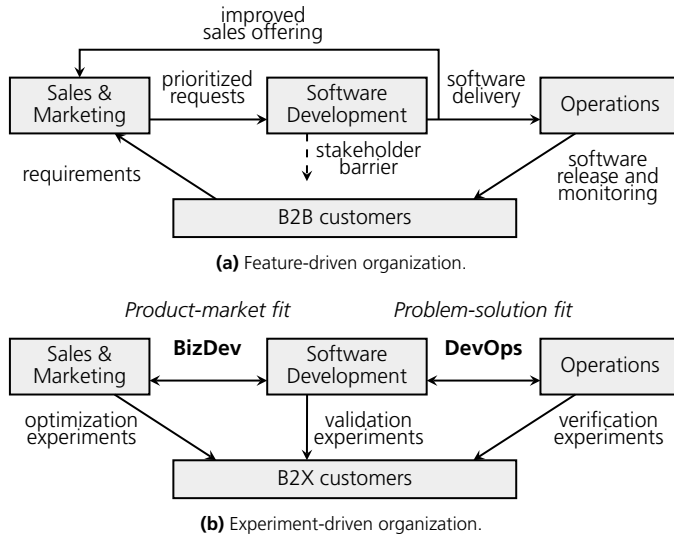 improved
sales offering
Sales &
Marketing
prioritized
requests
Software
Development
software
delivery
Operations
requirements
stakeholder
barrier
software
release and
monitoring
B2B customers
(a) Feature-driven organization.
Product-market fit
Problem-solution fit
Sales &
Marketing
BizDev
Software
Development
DevOps
Operations
optimization
experiments
validation
experiments
verification
experiments
B2X customers
(b) Experiment-driven organization.